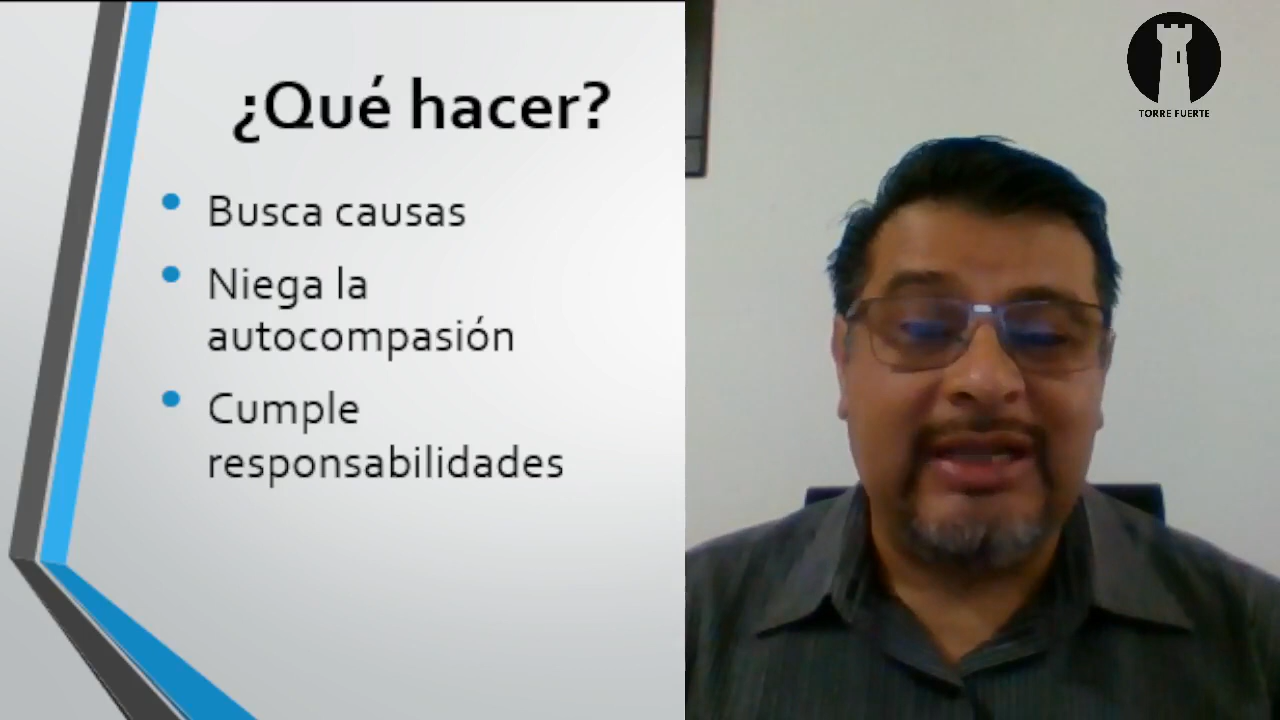 ¿Qué hacer?
Busca causas
Niega la
autocompasión
Cumple
responsabilidades
TORRE FUERTE